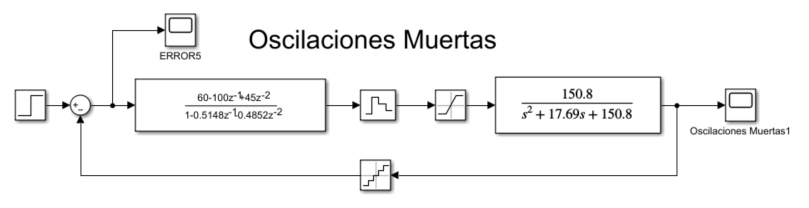 Oscilaciones Muertas
ERROR5
60-100z-1+45z-2
1-0.5148z-1-0.4852z-2
150.8
s² + 17.69s + 150.8
Oscilaciones Muertas1